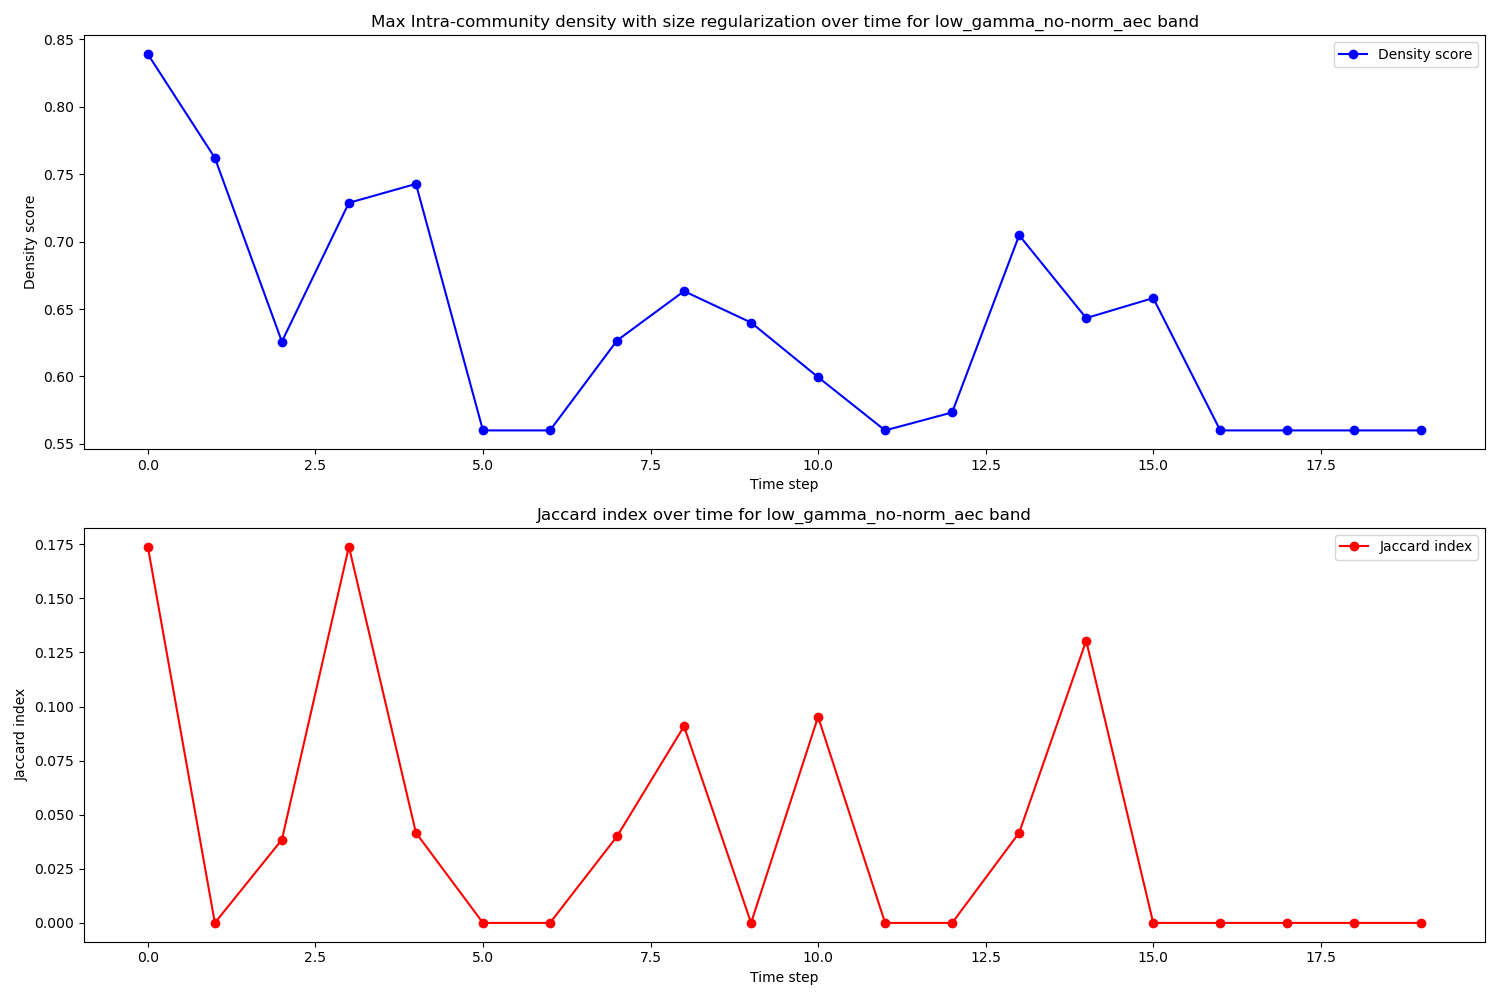 Max Intra-community density with size regularization over time for low_gamma_no-norm_aec band
Density score
Density score
0.85
0.80
0.75
0.70
0.65
0.60
0.55
0.0 2.5 5.0 7.5 10.0 12.5 15.0 17.5
Time step
Jaccard index over time for low_gamma_no-norm_aec band
Jaccard index
Jaccard index
0.175
0.150
0.125
0.100
0.075
0.050
0.025
0.000
0.0 2.5 5.0 7.5 10.0 12.5 15.0 17.5
Time step